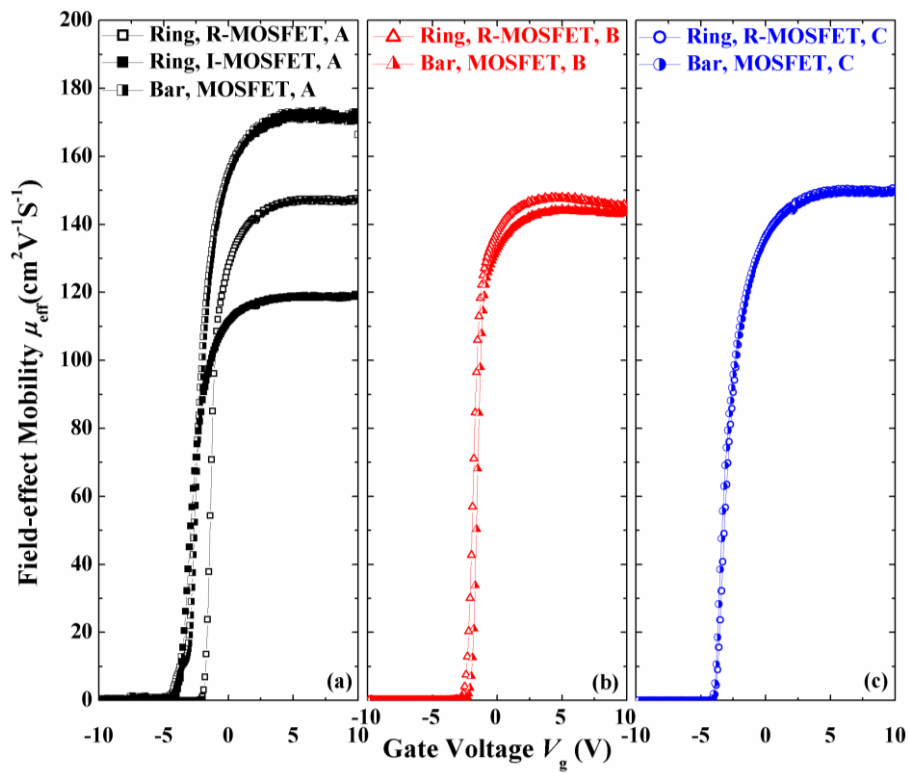 Ring, R-MOSFET, A
Ring, I-MOSFET, A
Bar, MOSFET, A
Ring, R-MOSFET, B
Bar, MOSFET, B
Ring, R-MOSFET, C
Bar, MOSFET, C
Field-effect Mobility μeff(cm²V⁻¹S⁻¹)
200
180
160
140
120
100
80
60
40
20
0
(a)
(b)
(c)
-10 -5 0 5 10
-10 -5 0 5 10
-10 -5 0 5 10
Gate Voltage Vg (V)